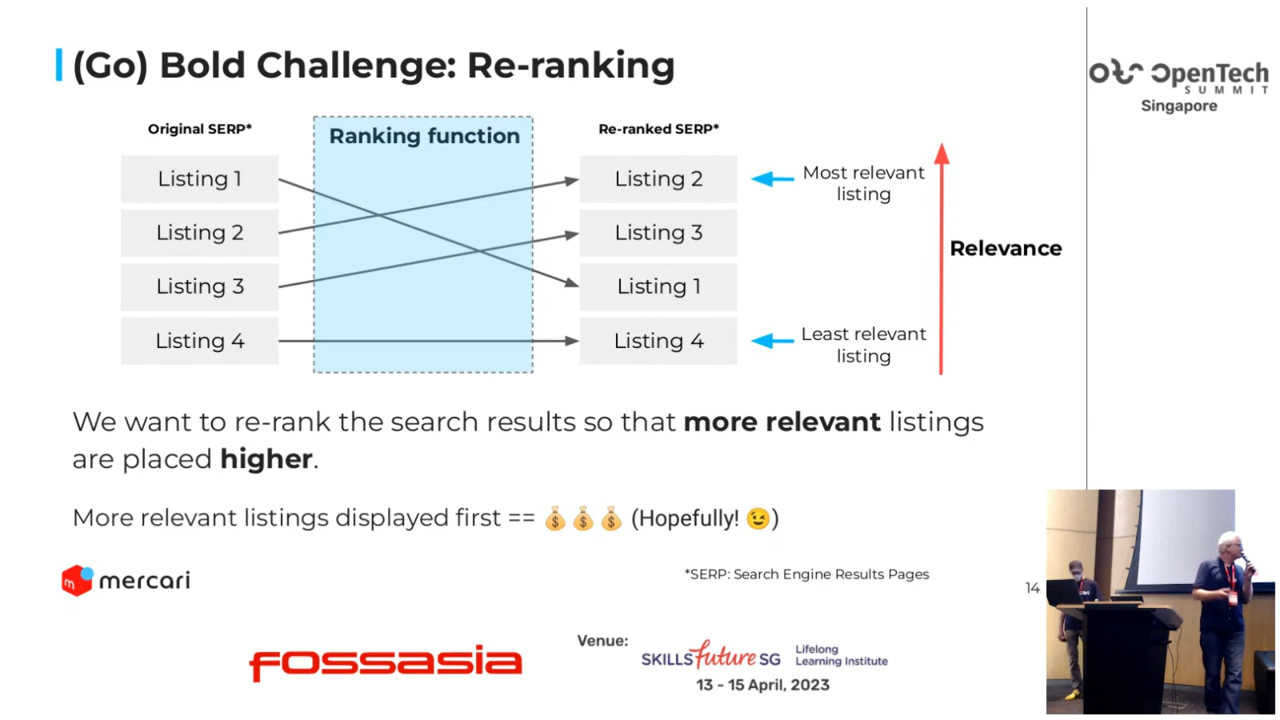 (Go) Bold Challenge: Re-ranking
OpenTech
SUMMIT
Singapore
Original SERP*
Ranking function
Re-ranked SERP*
Listing 1
Listing 2
Listing 3
Listing 4
Listing 2
Listing 3
Listing 1
Listing 4
Most relevant
listing
Least relevant
listing
Relevance
We want to re-rank the search results so that more relevant listings
are placed higher.
More relevant listings displayed first == 💰💰💰 (Hopefully! 😉)
mercari
*SERP: Search Engine Results Pages
14
fossasia
Venue:
SKILLSfuture SG
Lifelong
Learning Institute
13 - 15 April, 2023